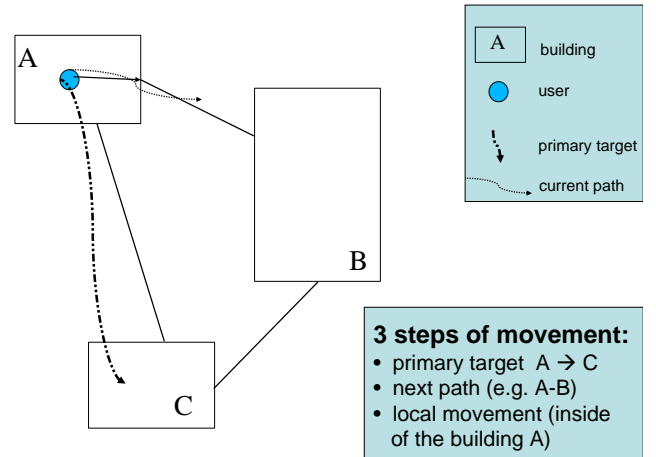 A
B
C
A building
user
primary target
current path
3 steps of movement:
• primary target A → C
• next path (e.g. A-B)
• local movement (inside
of the building A)